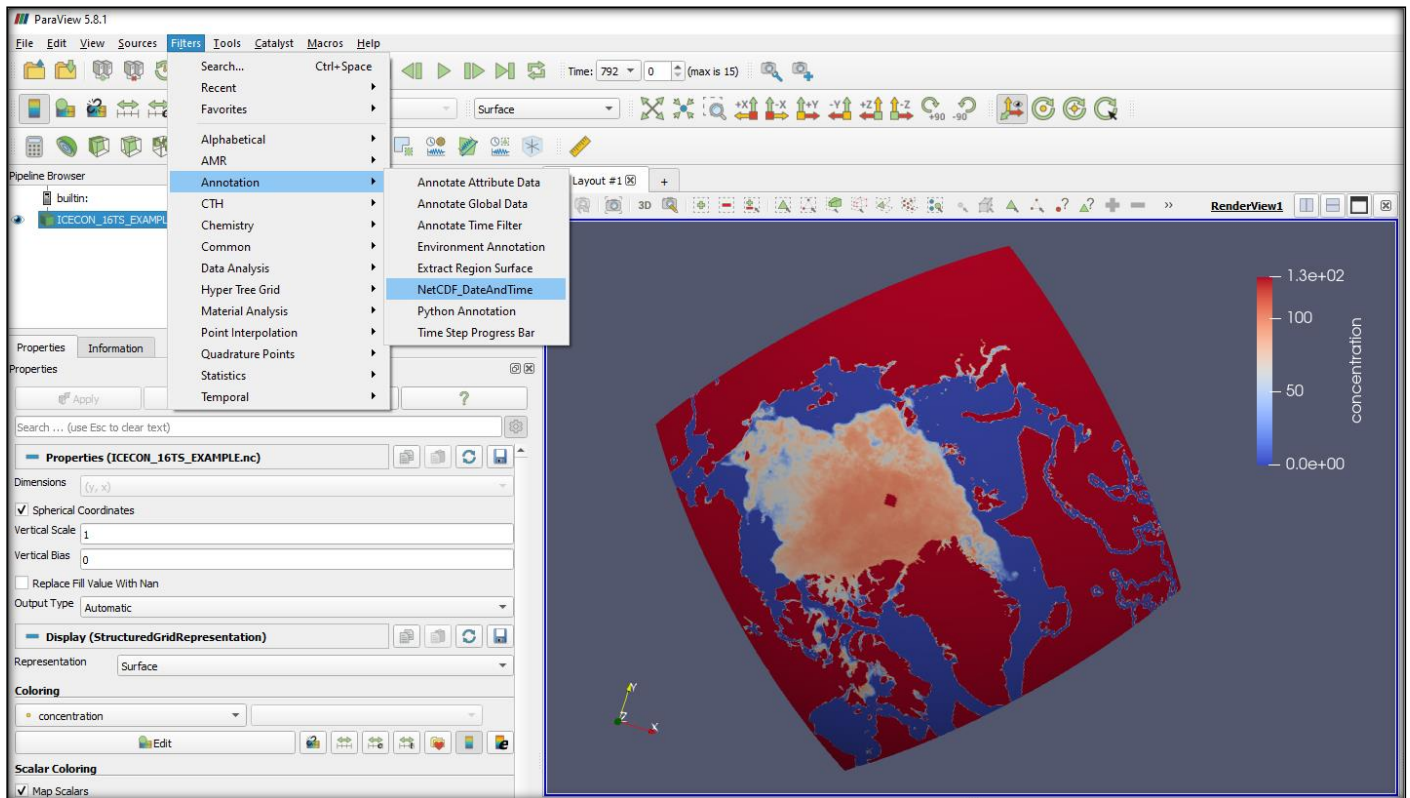 ParaView 5.8.1
File Edit View Sources Filters Tools Catalyst Macros Help
Search... Ctrl+Space
Recent
Favorites
Alphabetical
AMR
Annotation
CTH
Chemistry
Common
Data Analysis
Hyper Tree Grid
Material Analysis
Point Interpolation
Quadrature Points
Statistics
Temporal
Annotate Attribute Data
Annotate Global Data
Annotate Time Filter
Environment Annotation
Extract Region Surface
NetCDF_DateAndTime
Python Annotation
Time Step Progress Bar
Time: 792 0 (max is 15)
Surface
+X -X +Y -Y +Z -Z +90 -90
Pipeline Browser
builtin:
ICECON_16TS_EXAMPL
Layout #1 +
3D
RenderView1
Properties Information
Properties
Apply ?
Search ... (use Esc to clear text)
Properties (ICECON_16TS_EXAMPLE.nc)
Dimensions (y, x)
Spherical Coordinates
Vertical Scale 1
Vertical Bias 0
Replace Fill Value With Nan
Output Type Automatic
Display (StructuredGridRepresentation)
Representation Surface
Coloring
concentration
Edit
Scalar Coloring
Map Scalars
1.3e+02
100
50
0.0e+00
concentration
Y
Z
X